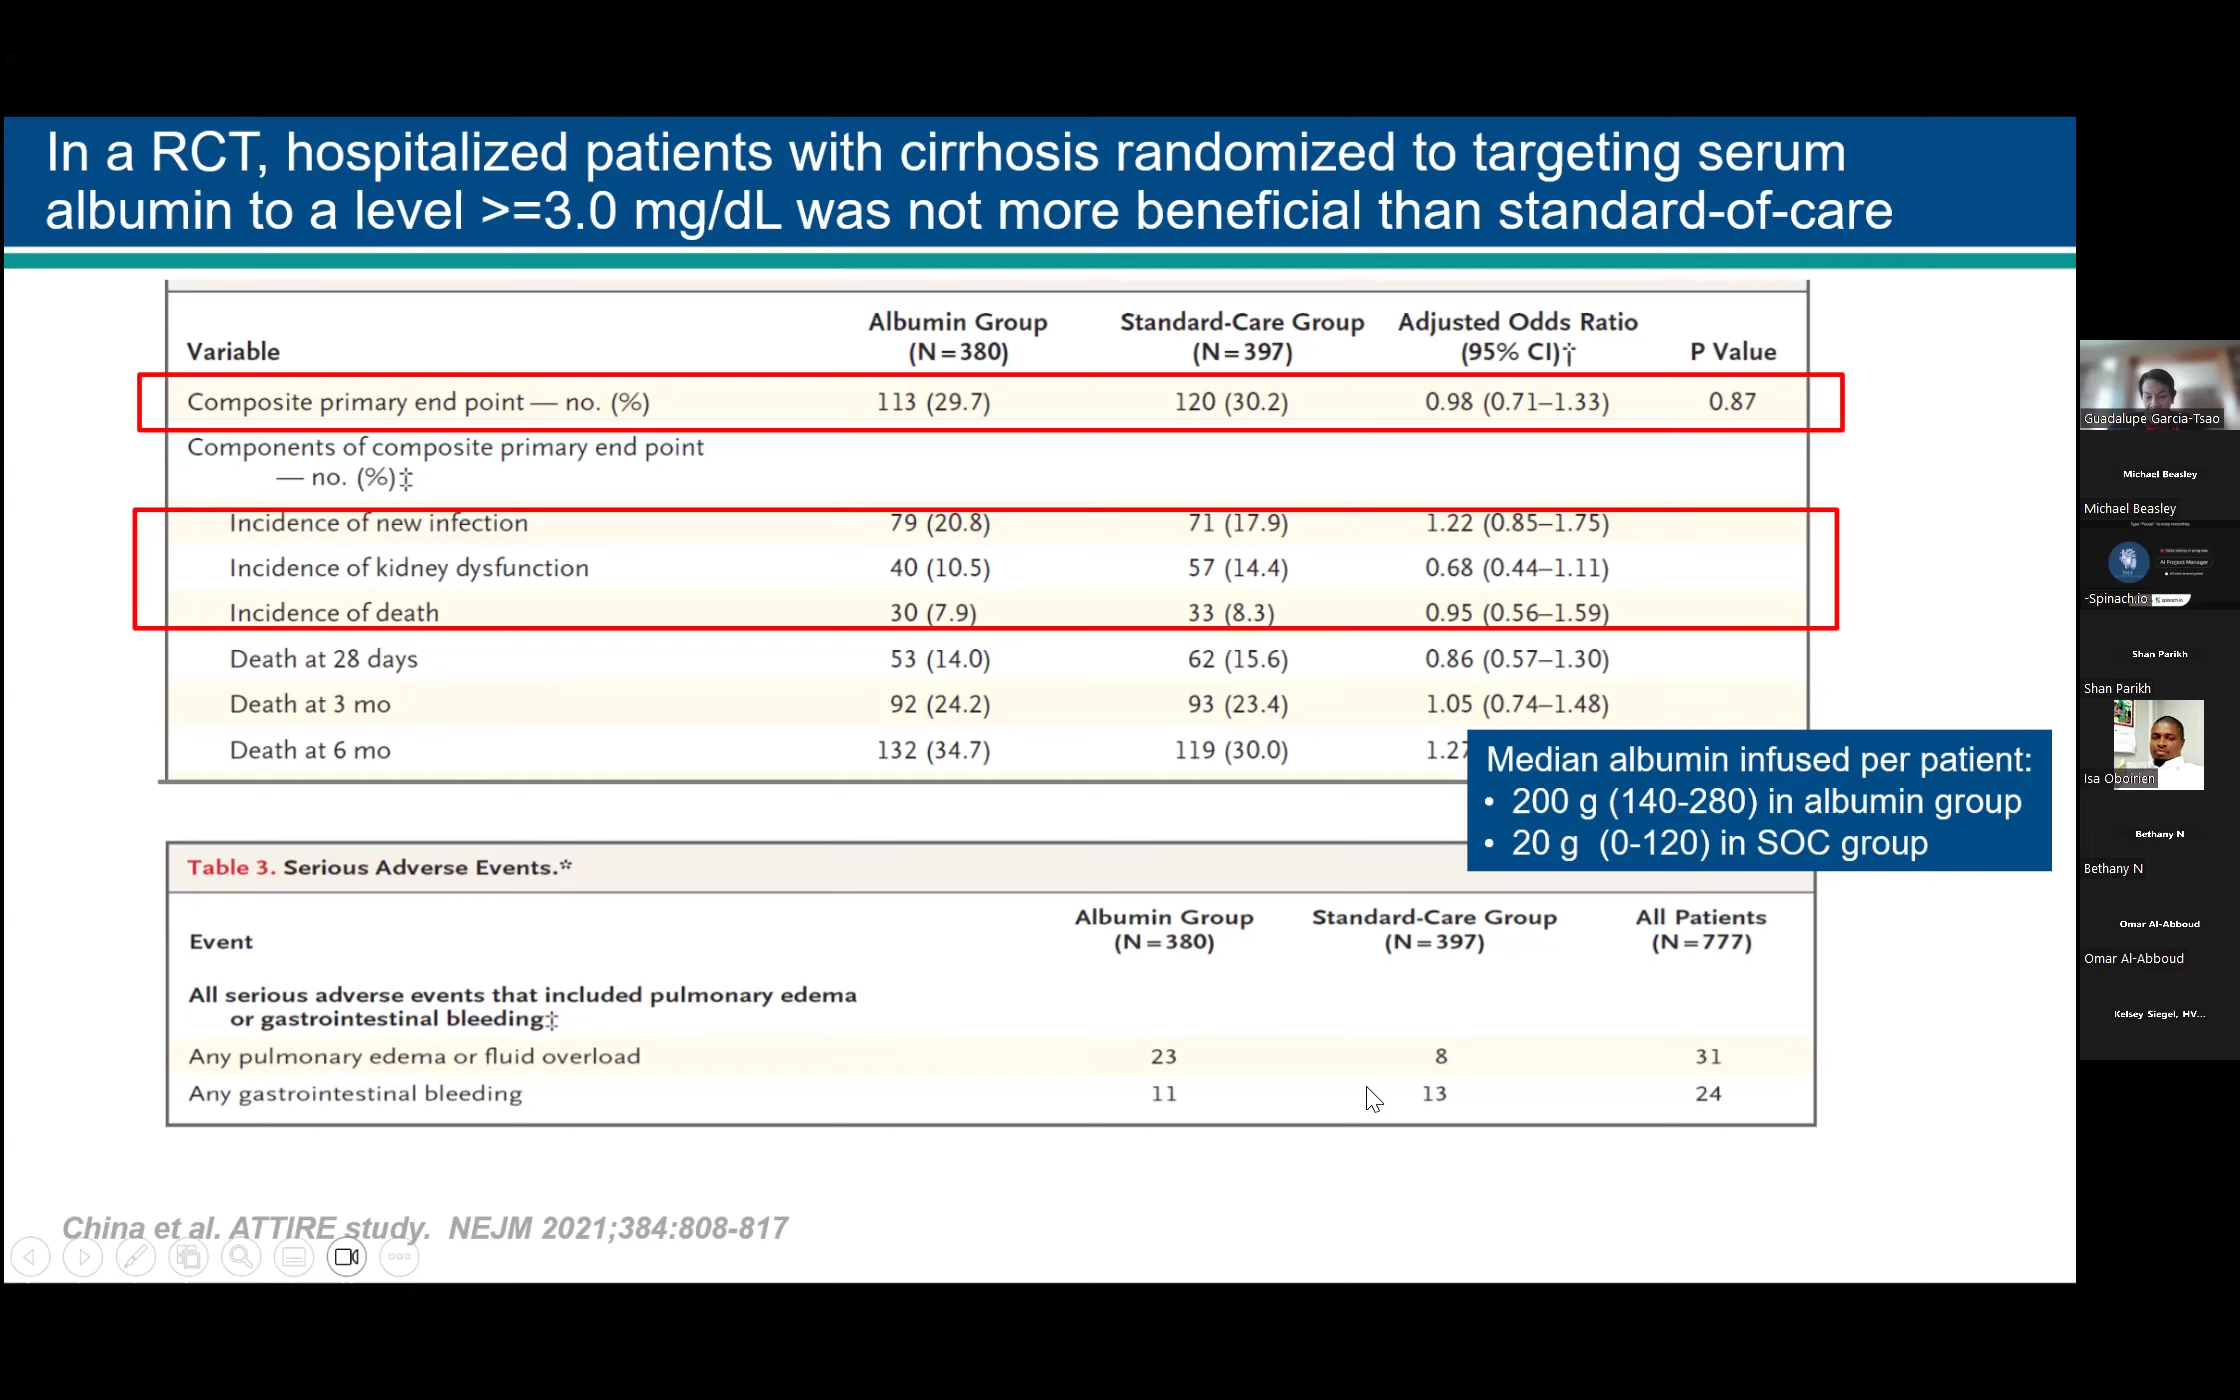 In a RCT, hospitalized patients with cirrhosis randomized to targeting serum
albumin to a level >=3.0 mg/dL was not more beneficial than standard-of-care
Variable
Albumin Group
(N=380)
Standard-Care Group
(N=397)
Adjusted Odds Ratio
(95% CI)†
P Value
Composite primary end point — no. (%) 113 (29.7) 120 (30.2) 0.98 (0.71–1.33) 0.87
Components of composite primary end point
— no. (%)‡
Incidence of new infection 79 (20.8) 71 (17.9) 1.22 (0.85–1.75)
Incidence of kidney dysfunction 40 (10.5) 57 (14.4) 0.68 (0.44–1.11)
Incidence of death 30 (7.9) 33 (8.3) 0.95 (0.56–1.59)
Death at 28 days 53 (14.0) 62 (15.6) 0.86 (0.57–1.30)
Death at 3 mo 92 (24.2) 93 (23.4) 1.05 (0.74–1.48)
Death at 6 mo 132 (34.7) 119 (30.0) 1.27
Median albumin infused per patient:
• 200 g (140-280) in albumin group
• 20 g (0-120) in SOC group
Table 3. Serious Adverse Events.*
Event
Albumin Group
(N=380)
Standard-Care Group
(N=397)
All Patients
(N=777)
All serious adverse events that included pulmonary edema
or gastrointestinal bleeding‡
Any pulmonary edema or fluid overload 23 8 31
Any gastrointestinal bleeding 11 13 24
China et al. ATTIRE study. NEJM 2021;384:808-817
Guadalupe Garcia-Tsao
Michael Beasley
Michael Beasley
AI Project Manager
-Spinach.io
spinach.io
Shan Parikh
Shan Parikh
Isa Oboirien
Bethany N
Bethany N
Omar Al-Abboud
Omar Al-Abboud
Kelsey Siegel, HV...